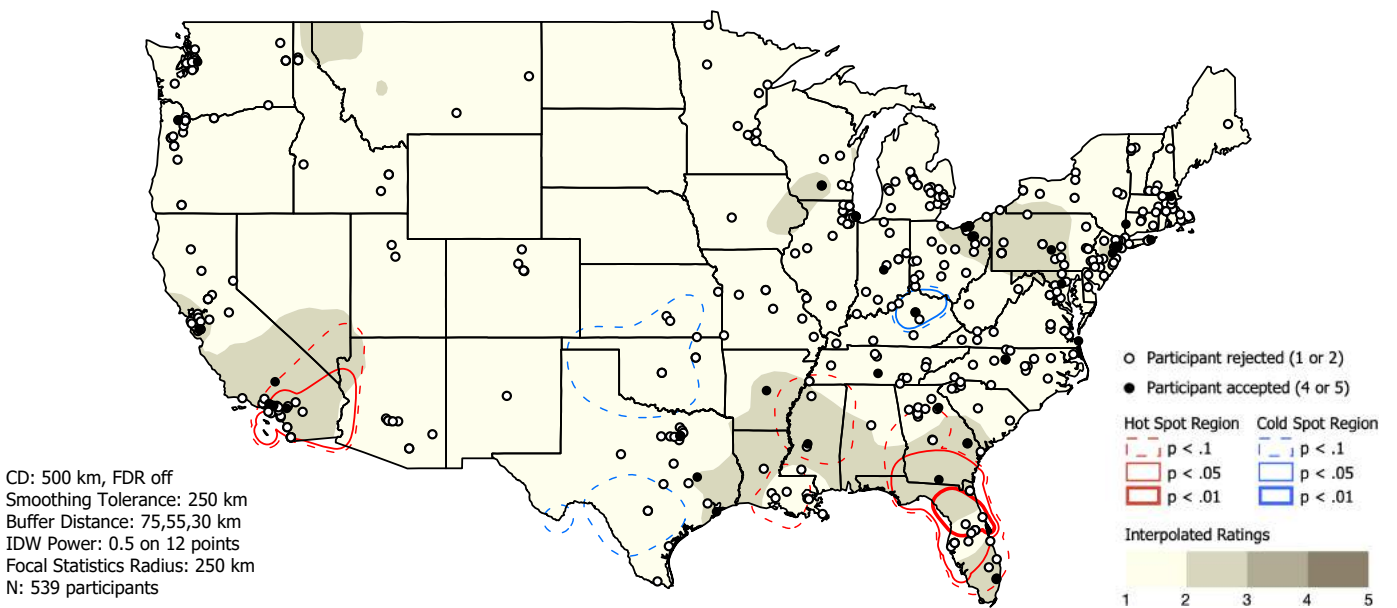 Participant rejected (1 or 2)
Participant accepted (4 or 5)
Hot Spot Region
Cold Spot Region
p < .1
p < .1
p < .05
p < .05
p < .01
p < .01
CD: 500 km, FDR off
Smoothing Tolerance: 250 km
Buffer Distance: 75,55,30 km
IDW Power: 0.5 on 12 points
Focal Statistics Radius: 250 km
N: 539 participants
Interpolated Ratings
1 2 3 4 5